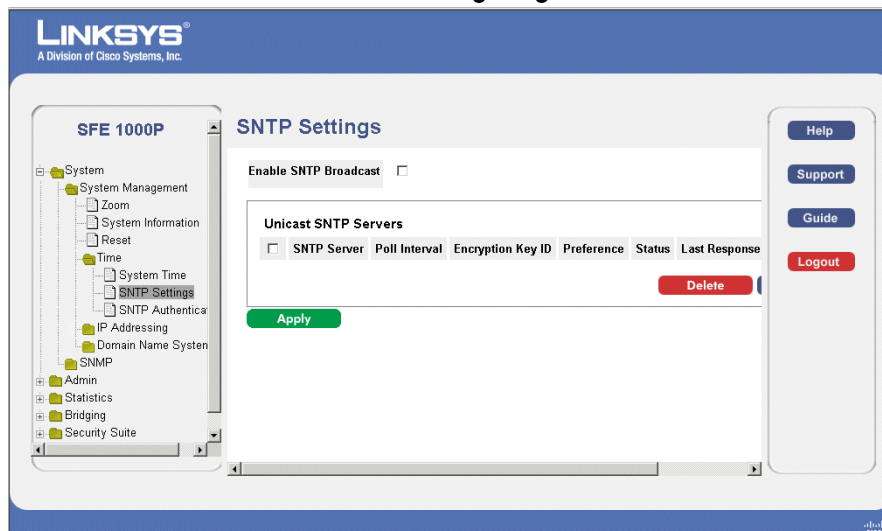 LINKSYS®
A Division of Cisco Systems, Inc.
SFE 1000P
System
System Management
Zoom
System Information
Reset
Time
System Time
SNTP Settings
SNTP Authentica
IP Addressing
Domain Name System
SNMP
Admin
Statistics
Bridging
Security Suite
SNTP Settings
Enable SNTP Broadcast
Unicast SNTP Servers
SNTP Server Poll Interval Encryption Key ID Preference Status Last Response
Delete
Apply
Help
Support
Guide
Logout